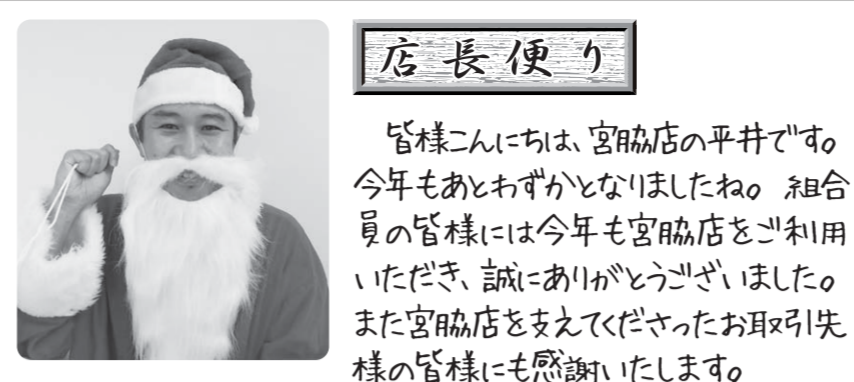 店長便り
皆様こんにちは、宮脇店の平井です。
今年もあとわずかとなりましたね。組合
員の皆様には今年も宮脇店をご利用
いただき、誠にありがとうございました。
また宮脇店を支えてくださったお取引先
様の皆様にも感謝いたします。